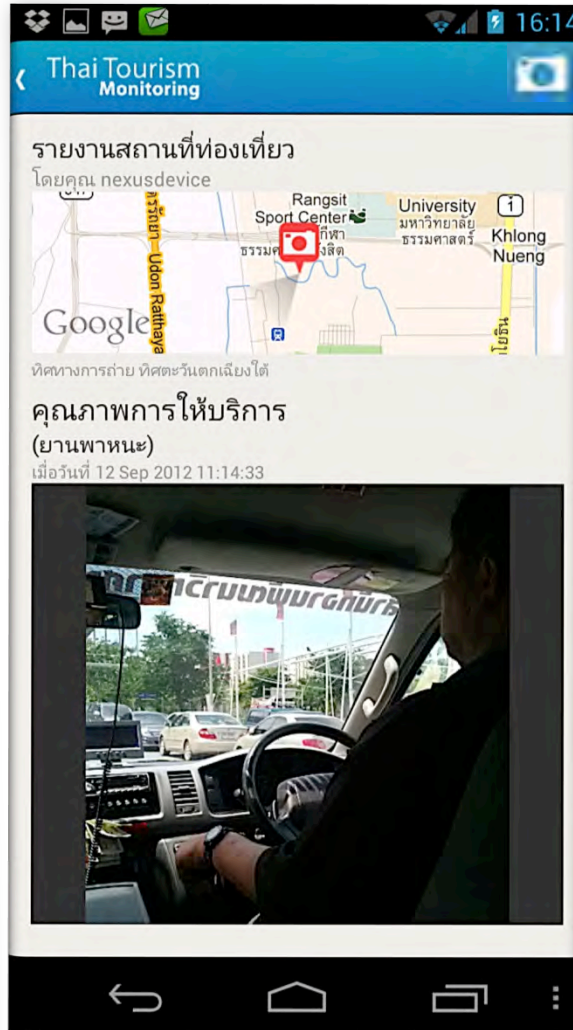 16:14
Thai Tourism
Monitoring
รายงานสถานที่ท่องเที่ยว
โดยคุณ nexusdevice
Rangsit
Sport Center
University
มหาวิทยาลัย
ธรรมศาสตร์
1
Khlong
Nueng
Udon Ratthaya
Google
โยธิน
ทิศทางการถ่าย ทิศตะวันตกเฉียงใต้
คุณภาพการให้บริการ
(ยานพาหนะ)
เมื่อวันที่ 12 Sep 2012 11:14:33